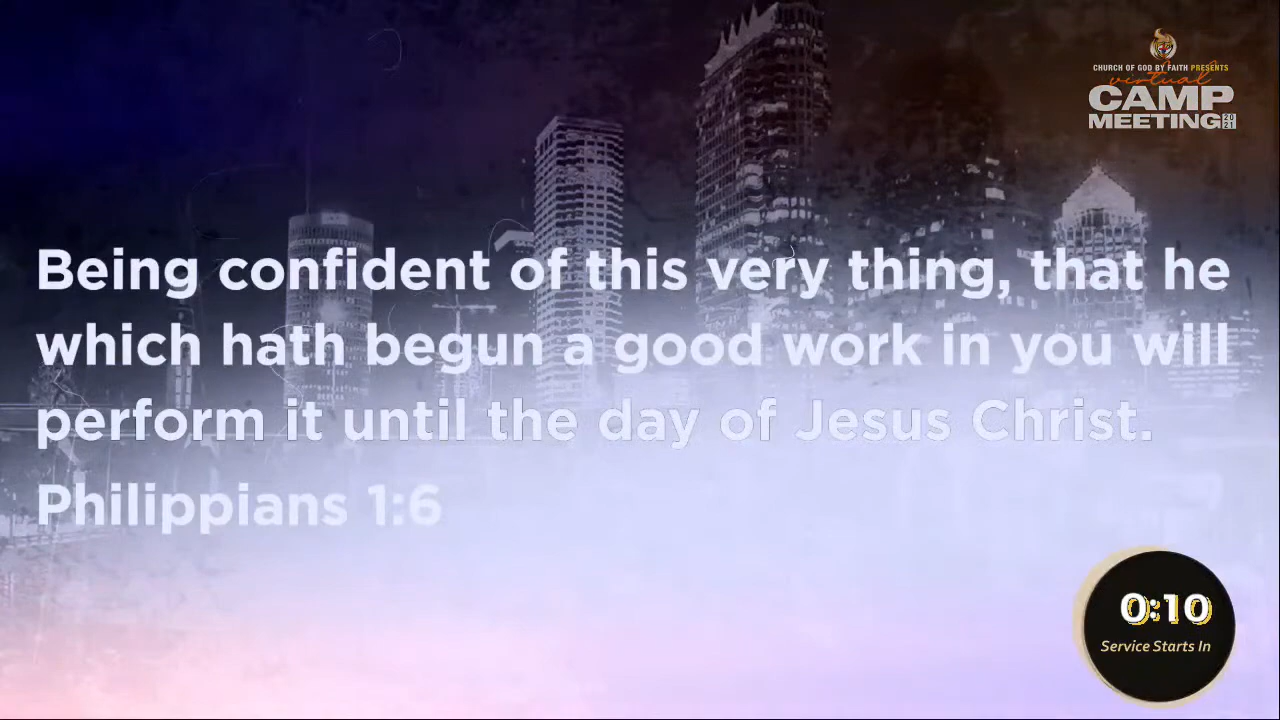 CHURCH OF GOD BY FAITH PRESENTS
virtual
CAMP
MEETING 2021
Being confident of this very thing, that he
which hath begun a good work in you will
perform it until the day of Jesus Christ.
Philippians 1:6
0:10
Service Starts In